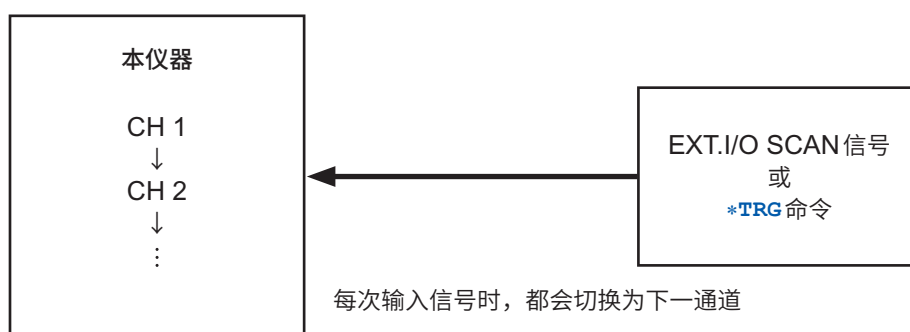 本仪器
CH 1
↓
CH 2
↓
⋮
EXT.I/O SCAN信号
或
*TRG命令
每次输入信号时，都会切换为下一通道